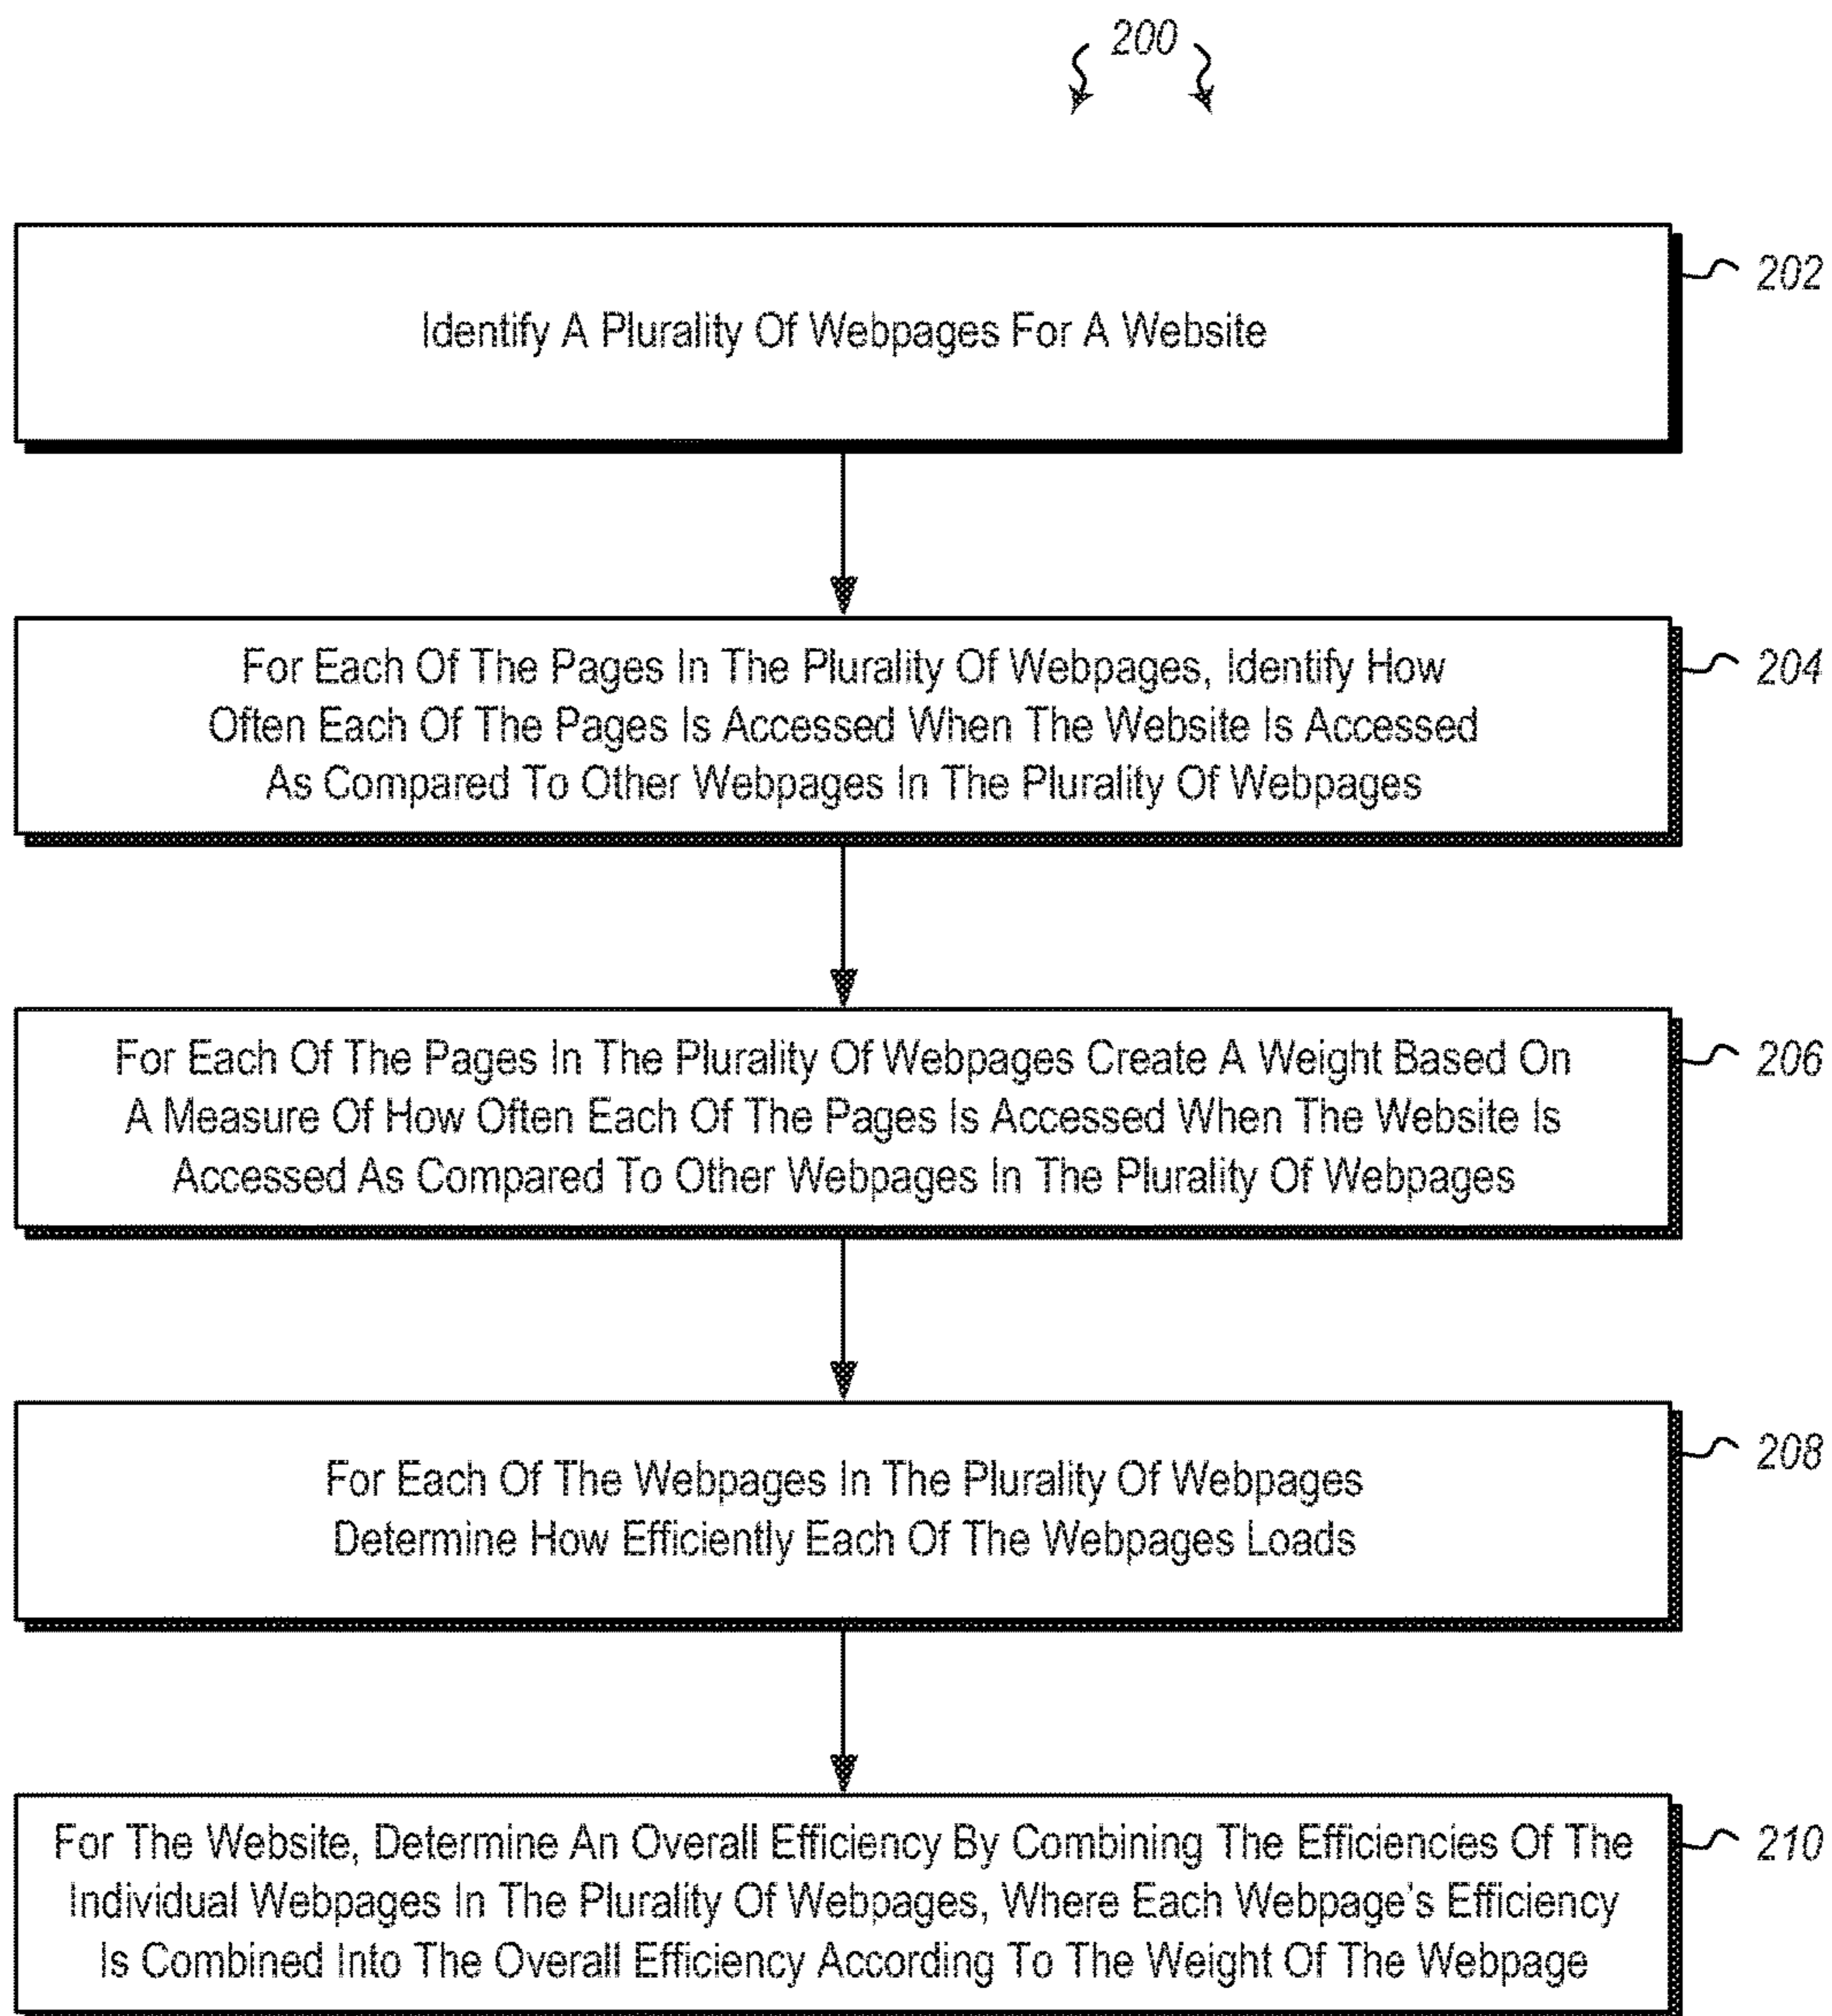 200
Identify A Plurality Of Webpages For A Website
202
For Each Of The Pages In The Plurality Of Webpages, Identify How
Often Each Of The Pages Is Accessed When The Website Is Accessed
As Compared To Other Webpages In The Plurality Of Webpages
204
For Each Of The Pages In The Plurality Of Webpages Create A Weight Based On
A Measure Of How Often Each Of The Pages Is Accessed When The Website Is
Accessed As Compared To Other Webpages In The Plurality Of Webpages
206
For Each Of The Webpages In The Plurality Of Webpages
Determine How Efficiently Each Of The Webpages Loads
208
For The Website, Determine An Overall Efficiency By Combining The Efficiencies Of The
Individual Webpages In The Plurality Of Webpages, Where Each Webpage's Efficiency
Is Combined Into The Overall Efficiency According To The Weight Of The Webpage
210